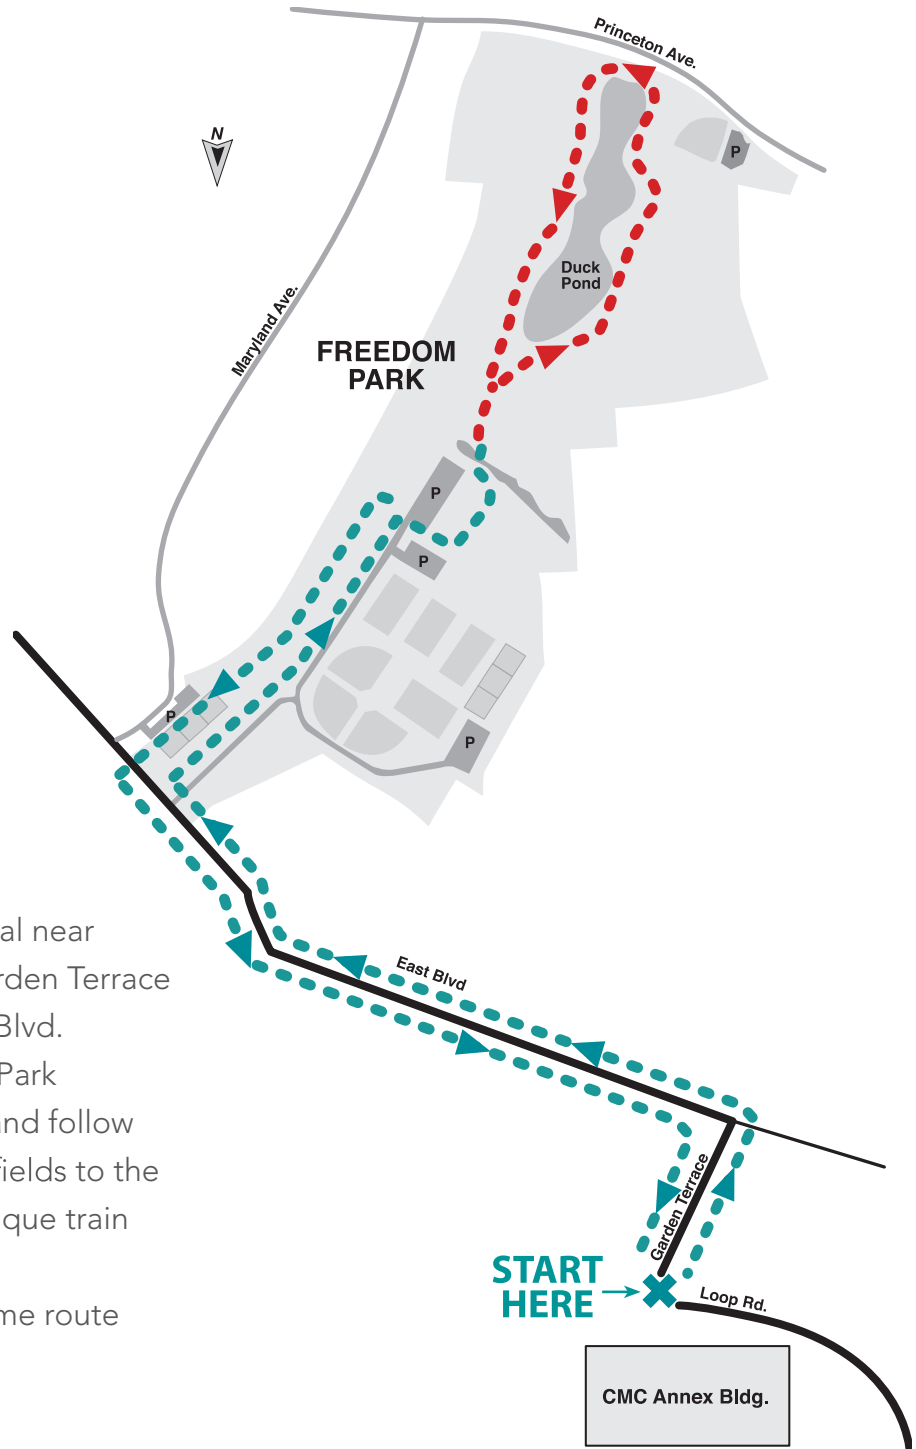 Princeton Ave.
N
P
Duck
Pond
Maryland Ave.
FREEDOM
PARK
P
P
P
P
al near
rden Terrace
Blvd.
Park
and follow
fields to the
que train
me route
East Blvd
Garden Terrace
START
HERE
Loop Rd.
CMC Annex Bldg.